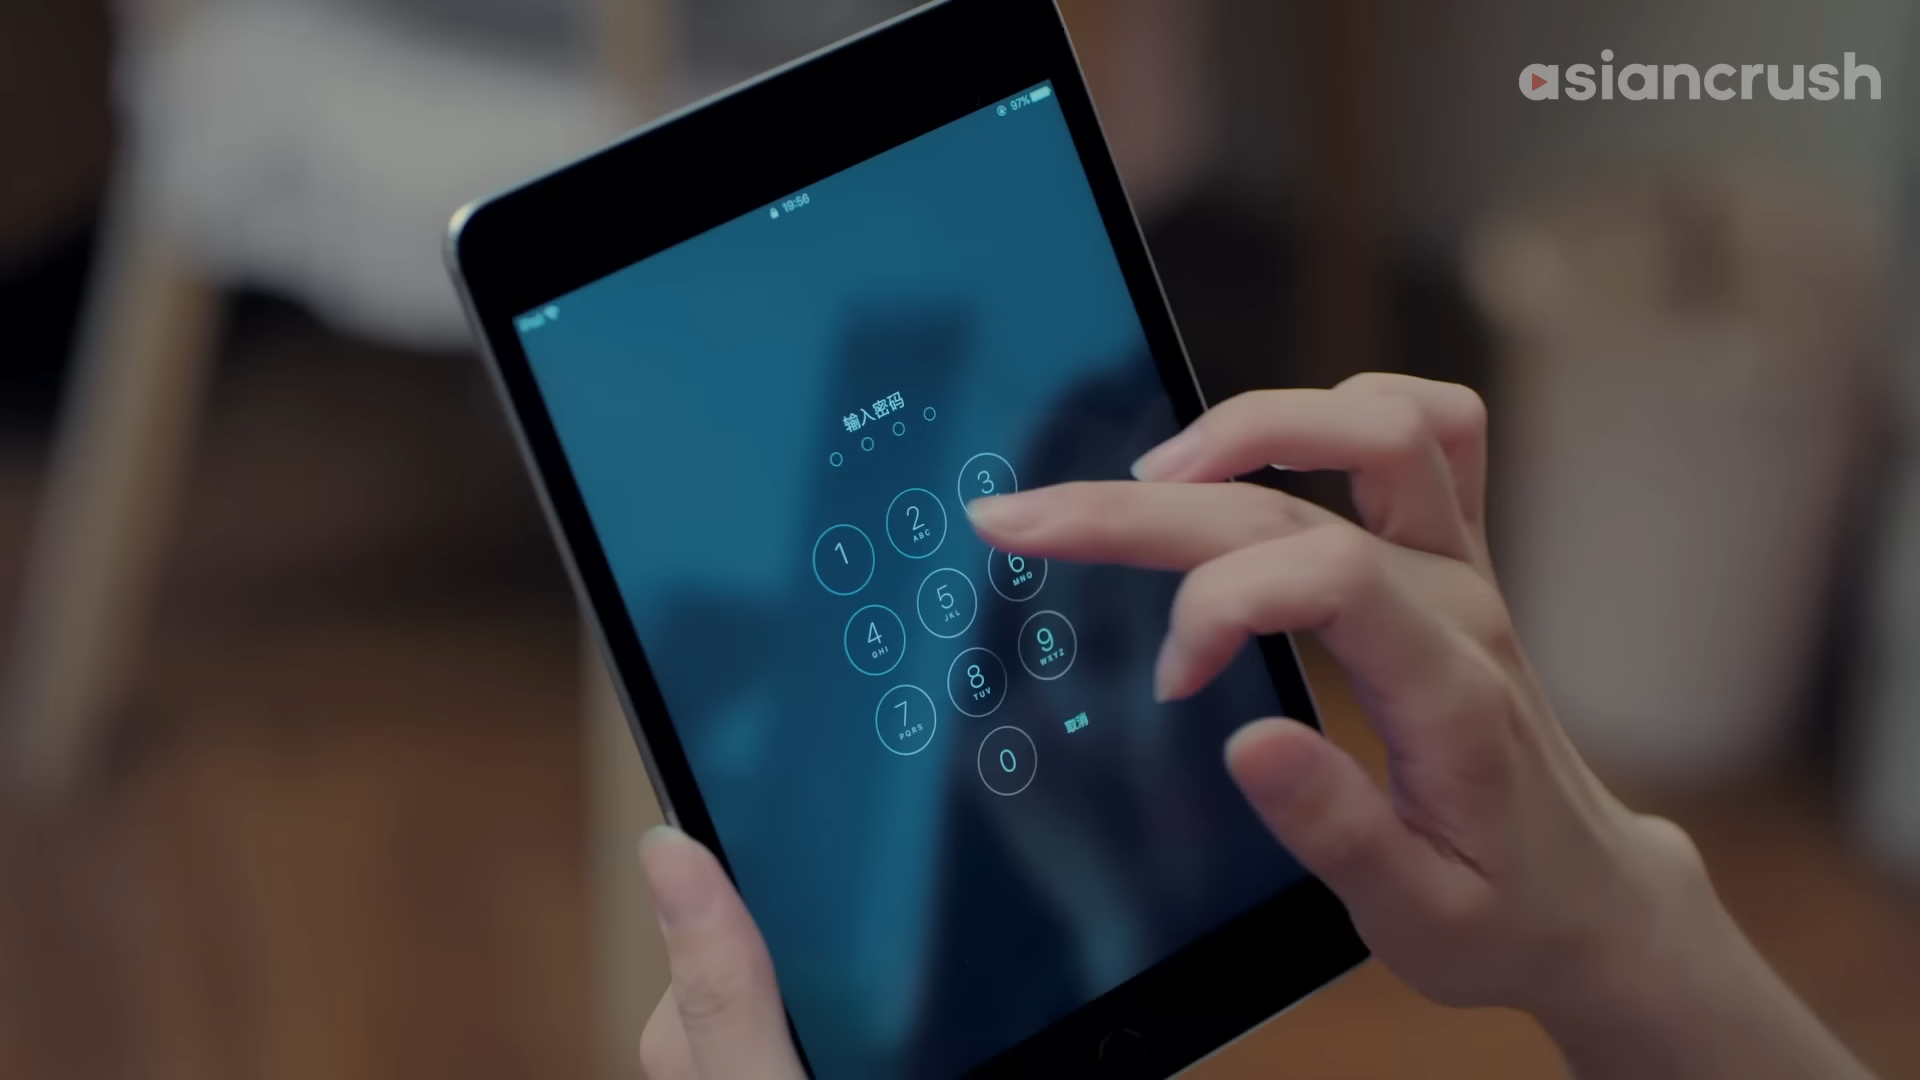 asiancrush
97%
19:56
iPad
输入密码
1
2
ABC
3
4
GHI
5
JKL
6
MNO
7
PQRS
8
TUV
9
WXYZ
0
取消